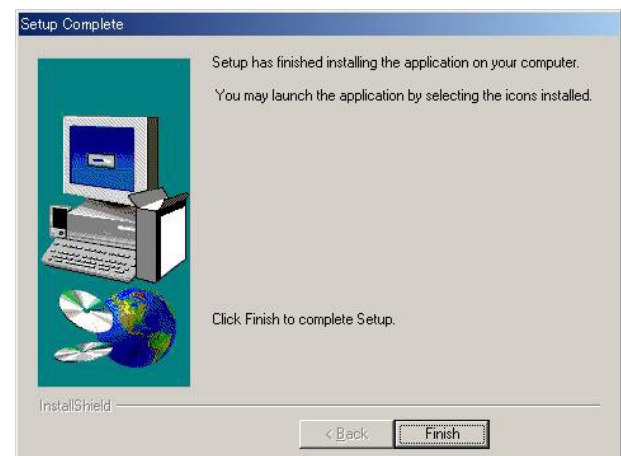 Setup Complete
Setup has finished installing the application on your computer.
You may launch the application by selecting the icons installed.
Click Finish to complete Setup.
InstallShield
< Back
Finish